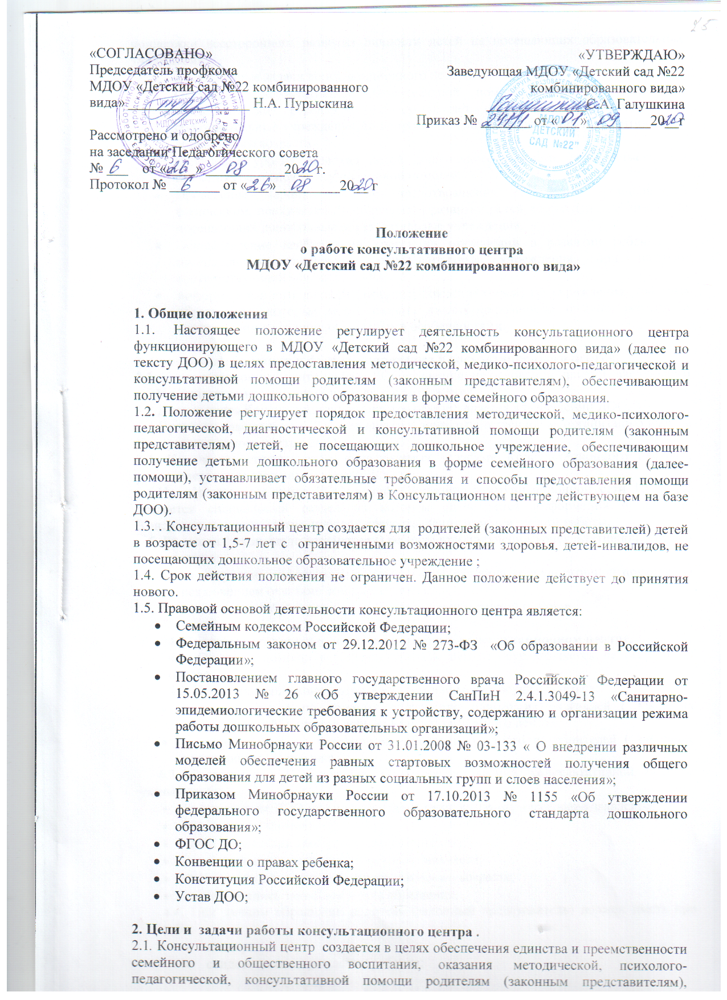 25
«СОГЛАСОВАНО»
Председатель профкома
МДОУ «Детский сад №22 комбинированного
вида» ________________ Н.А. Пурыскина
Рассмотрено и одобрено
на заседании Педагогического совета
№ 6 от «26» 08 2020 г.
Протокол № 6 от «26» 08 2020 г
«УТВЕРЖДАЮ»
Заведующая МДОУ «Детский сад №22
комбинированного вида»
С.А. Галушкина
Приказ № 241/1 от « 01 » 09 2020 г
МДОУ
"ДЕТСКИЙ
САД №22"
Положение
о работе консультативного центра
МДОУ «Детский сад №22 комбинированного вида»
1. Общие положения
1.1. Настоящее положение регулирует деятельность консультационного центра
функционирующего в МДОУ «Детский сад №22 комбинированного вида» (далее по
тексту ДОО) в целях предоставления методической, медико-психолого-педагогической и
консультативной помощи родителям (законным представителям), обеспечивающим
получение детьми дошкольного образования в форме семейного образования.
1.2. Положение регулирует порядок предоставления методической, медико-психолого-
педагогической, диагностической и консультативной помощи родителям (законным
представителям) детей, не посещающих дошкольное учреждение, обеспечивающим
получение детьми дошкольного образования в форме семейного образования (далее-
помощи), устанавливает обязательные требования и способы предоставления помощи
родителям (законным представителям) в Консультационном центре действующем на базе
ДОО).
1.3. . Консультационный центр создается для родителей (законных представителей) детей
в возрасте от 1,5-7 лет с ограниченными возможностями здоровья, детей-инвалидов, не
посещающих дошкольное образовательное учреждение ;
1.4. Срок действия положения не ограничен. Данное положение действует до принятия
нового.
1.5. Правовой основой деятельности консультационного центра является:
• Семейным кодексом Российской Федерации;
• Федеральным законом от 29.12.2012 № 273-ФЗ «Об образовании в Российской
Федерации»;
• Постановлением главного государственного врача Российской Федерации от
15.05.2013 № 26 «Об утверждении СанПиН 2.4.1.3049-13 «Санитарно-
эпидемиологические требования к устройству, содержанию и организации режима
работы дошкольных образовательных организаций»;
• Письмо Минобрнауки России от 31.01.2008 № 03-133 « О внедрении различных
моделей обеспечения равных стартовых возможностей получения общего
образования для детей из разных социальных групп и слоев населения»;
• Приказом Минобрнауки России от 17.10.2013 № 1155 «Об утверждении
федерального государственного образовательного стандарта дошкольного
образования»;
• ФГОС ДО;
• Конвенции о правах ребенка;
• Конституция Российской Федерации;
• Устав ДОО;
2. Цели и задачи работы консультационного центра .
2.1. Консультационный центр создается в целях обеспечения единства и преемственности
семейного и общественного воспитания, оказания методической, психолого-
педагогической, консультативной помощи родителям (законным представителям),